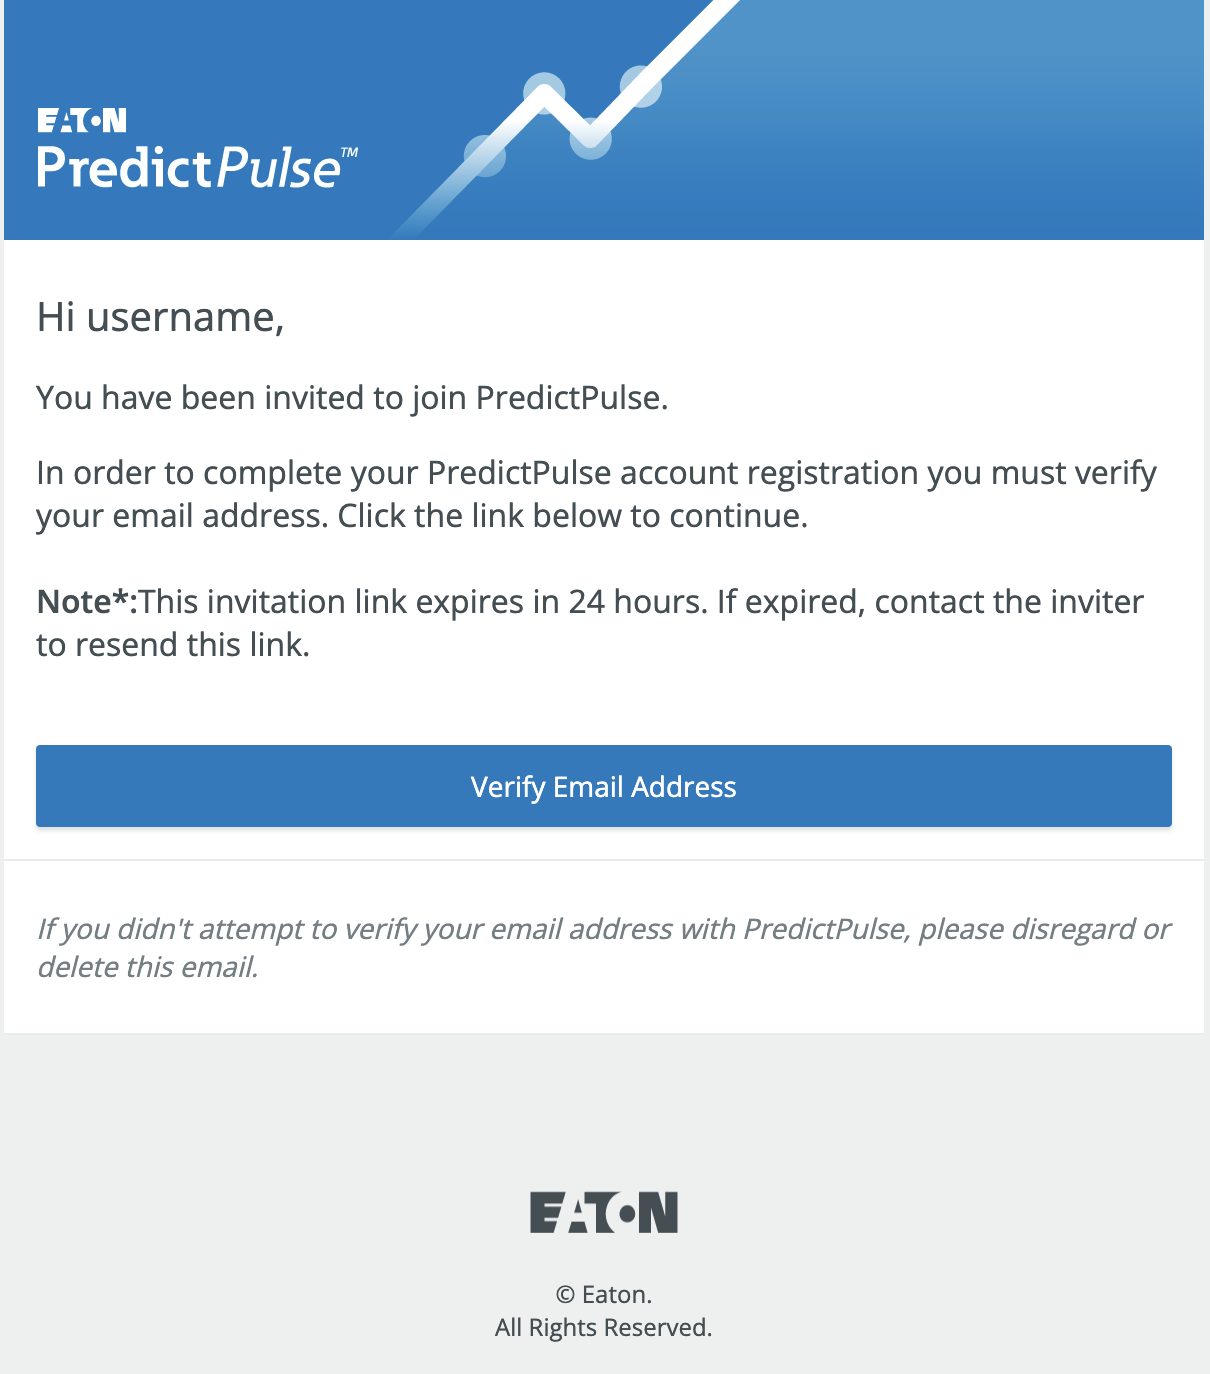 EATON
PredictPulse™
Hi username,
You have been invited to join PredictPulse.
In order to complete your PredictPulse account registration you must verify
your email address. Click the link below to continue.
Note*:This invitation link expires in 24 hours. If expired, contact the inviter
to resend this link.
Verify Email Address
If you didn't attempt to verify your email address with PredictPulse, please disregard or
delete this email.
EATON
© Eaton.
All Rights Reserved.